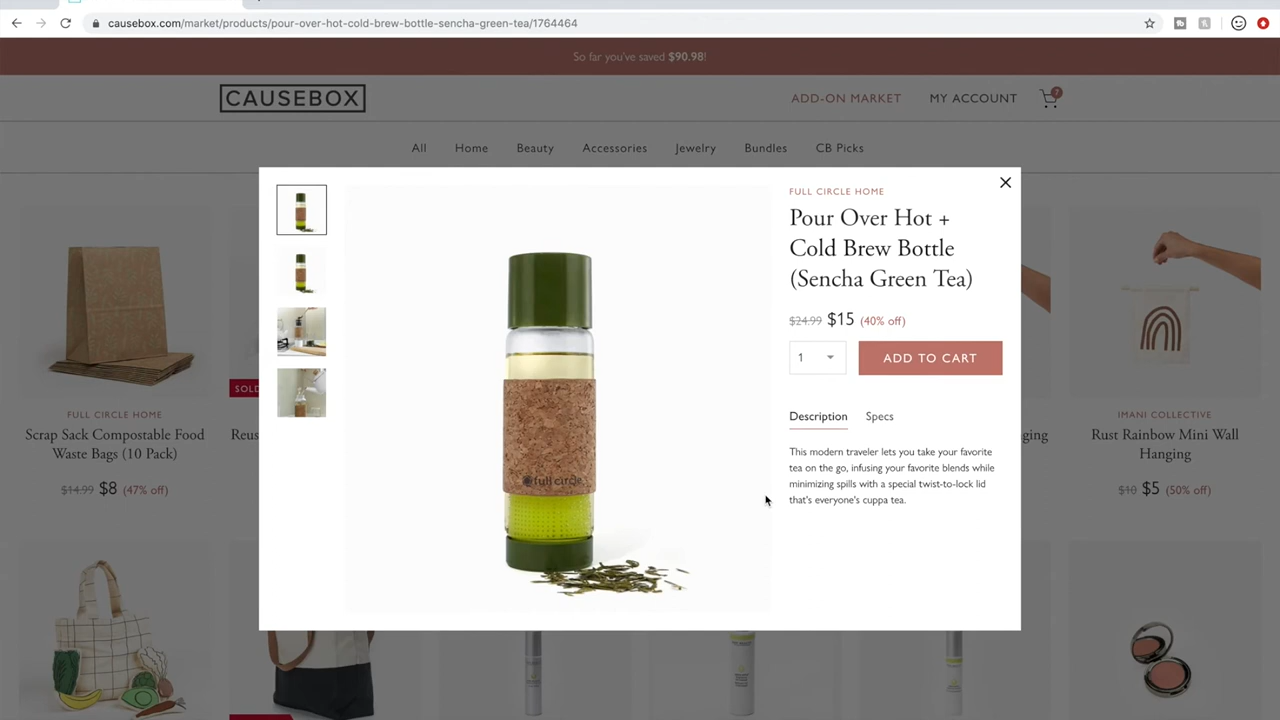 causebox.com/market/products/pour-over-hot-cold-brew-bottle-sencha-green-tea/1764464
So far you've saved $90.98!
CAUSEBOX
ADD-ON MARKET
MY ACCOUNT
7
All
Home
Beauty
Accessories
Jewelry
Bundles
CB Picks
FULL CIRCLE HOME
Pour Over Hot +
Cold Brew Bottle
(Sencha Green Tea)
$24.99 $15 (40% off)
1
ADD TO CART
Description
Specs
This modern traveler lets you take your favorite
tea on the go, infusing your favorite blends while
minimizing spills with a special twist-to-lock lid
that's everyone's cuppa tea.
full circle
FULL CIRCLE HOME
Scrap Sack Compostable Food
Waste Bags (10 Pack)
$14.99 $8 (47% off)
SOLD
Reus
nging
IMANI COLLECTIVE
Rust Rainbow Mini Wall
Hanging
$10 $5 (50% off)